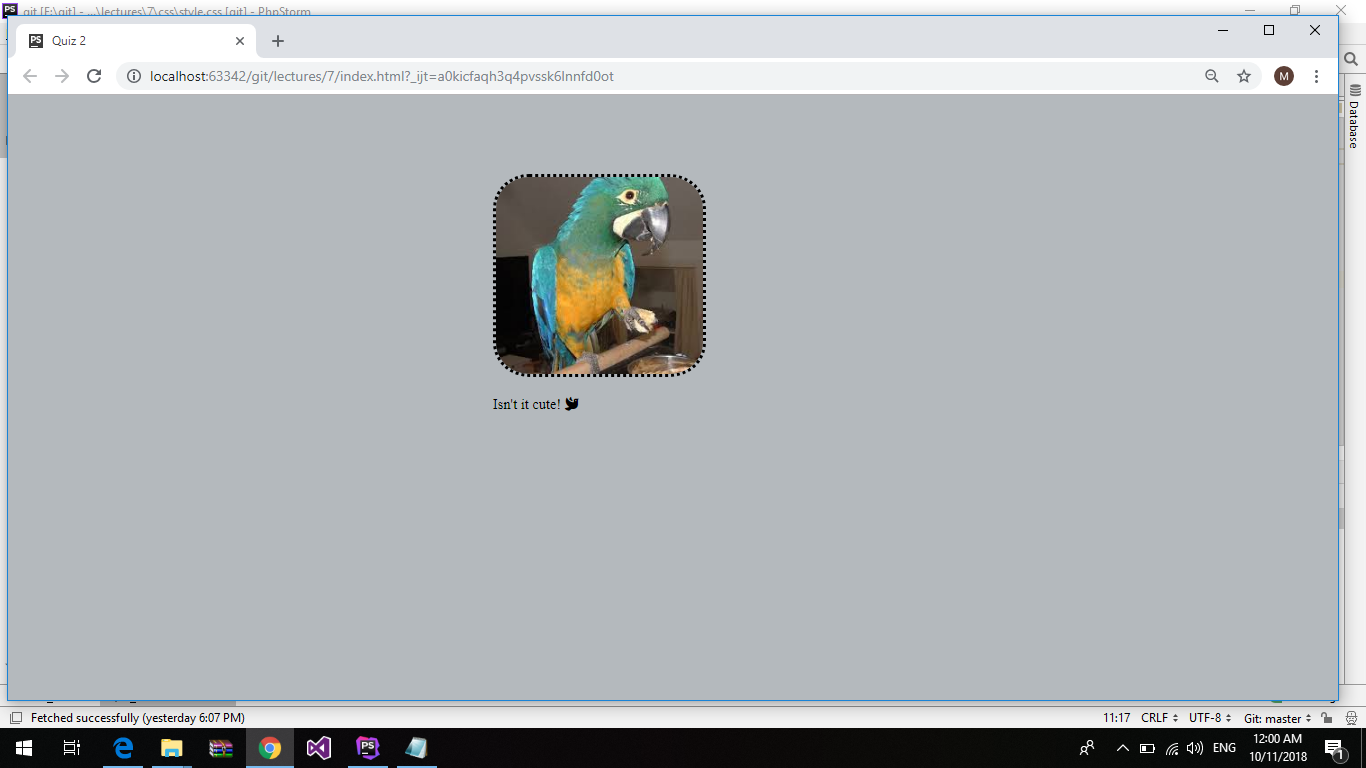 git [F:\git] - ...\lectures\7\css\style.css [git] - PhpStorm
PS Quiz 2
localhost:63342/git/lectures/7/index.html?_ijt=a0kicfaqh3q4pvssk6lnnfd0ot
M
Database
Isn't it cute!
Fetched successfully (yesterday 6:07 PM)
11:17 CRLF UTF-8 Git: master
PS
ENG
12:00 AM
10/11/2018
1